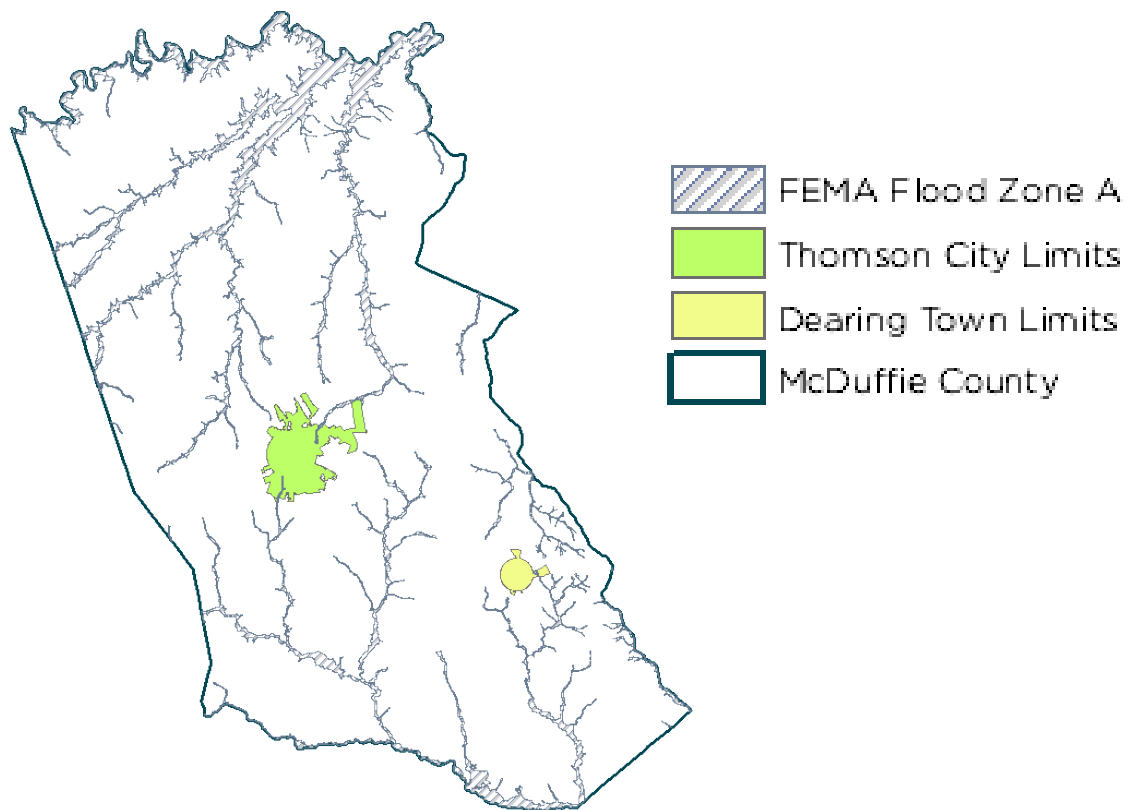 FEMA Flood Zone A
Thomson City Limits
Dearing Town Limits
McDuffie County